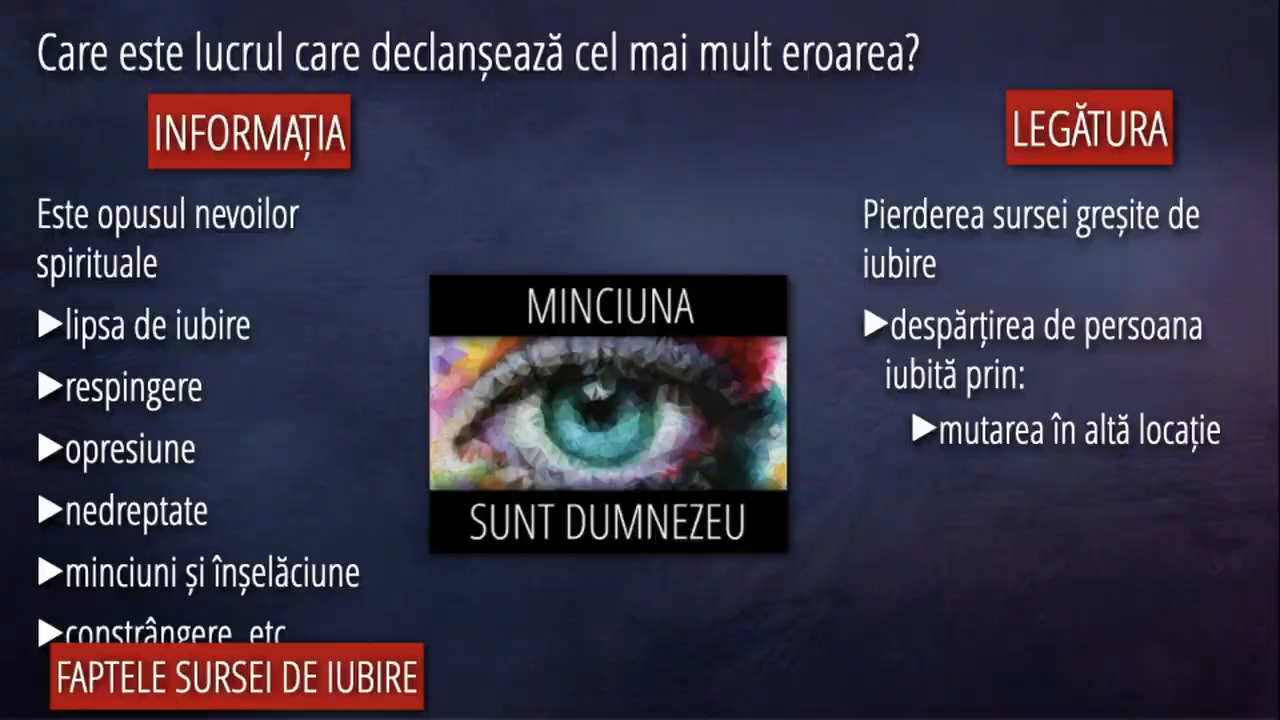 Care este lucrul care declanșează cel mai mult eroarea?
INFORMAȚIA
Este opusul nevoilor
spirituale
▶lipsa de iubire
▶respingere
▶opresiune
▶nedreptate
▶minciuni și înșelăciune
▶constrângere, etc
FAPTELE SURSEI DE IUBIRE
MINCIUNA
SUNT DUMNEZEU
LEGĂTURA
Pierderea sursei greșite de
iubire
▶despărțirea de persoana
iubită prin:
▶mutarea în altă locație